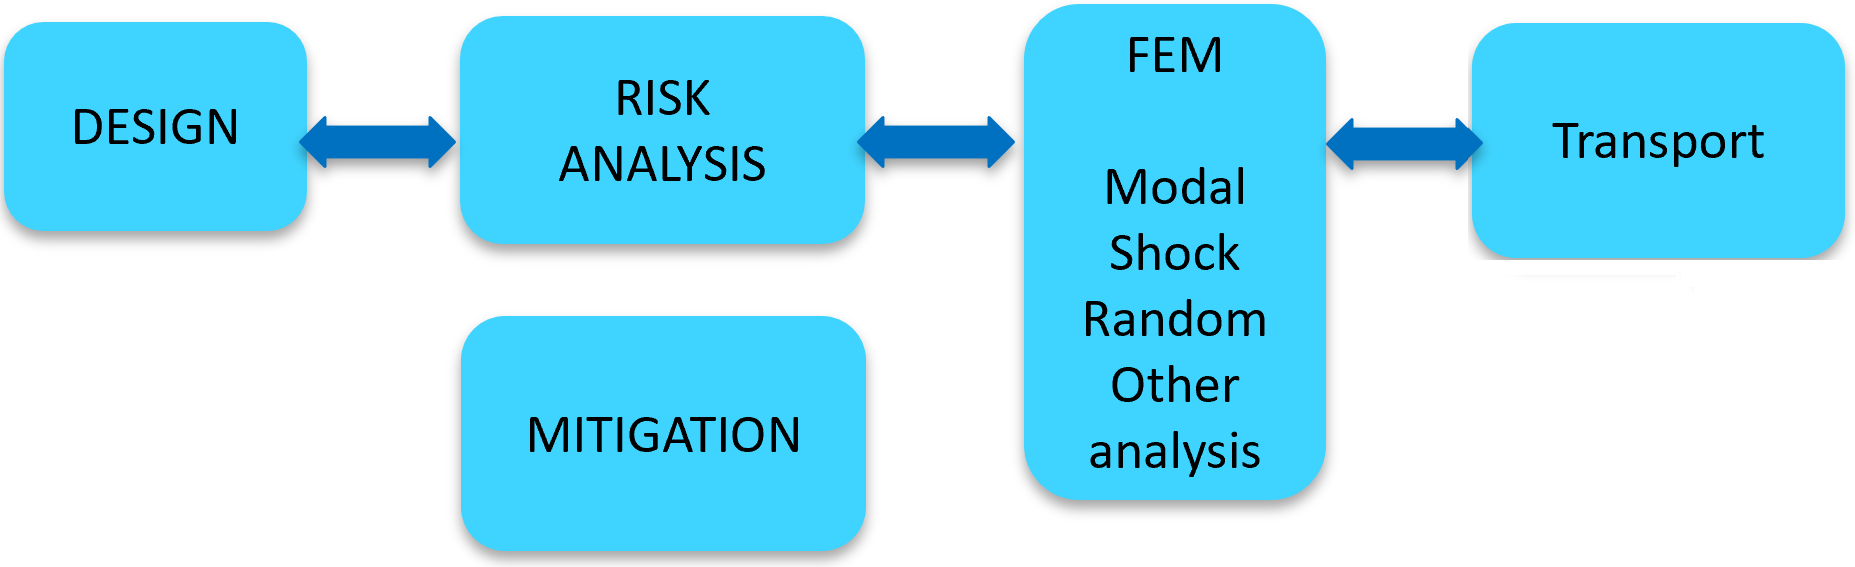 DESIGN
RISK
ANALYSIS
MITIGATION
FEM
Modal
Shock
Random
Other
analysis
Transport